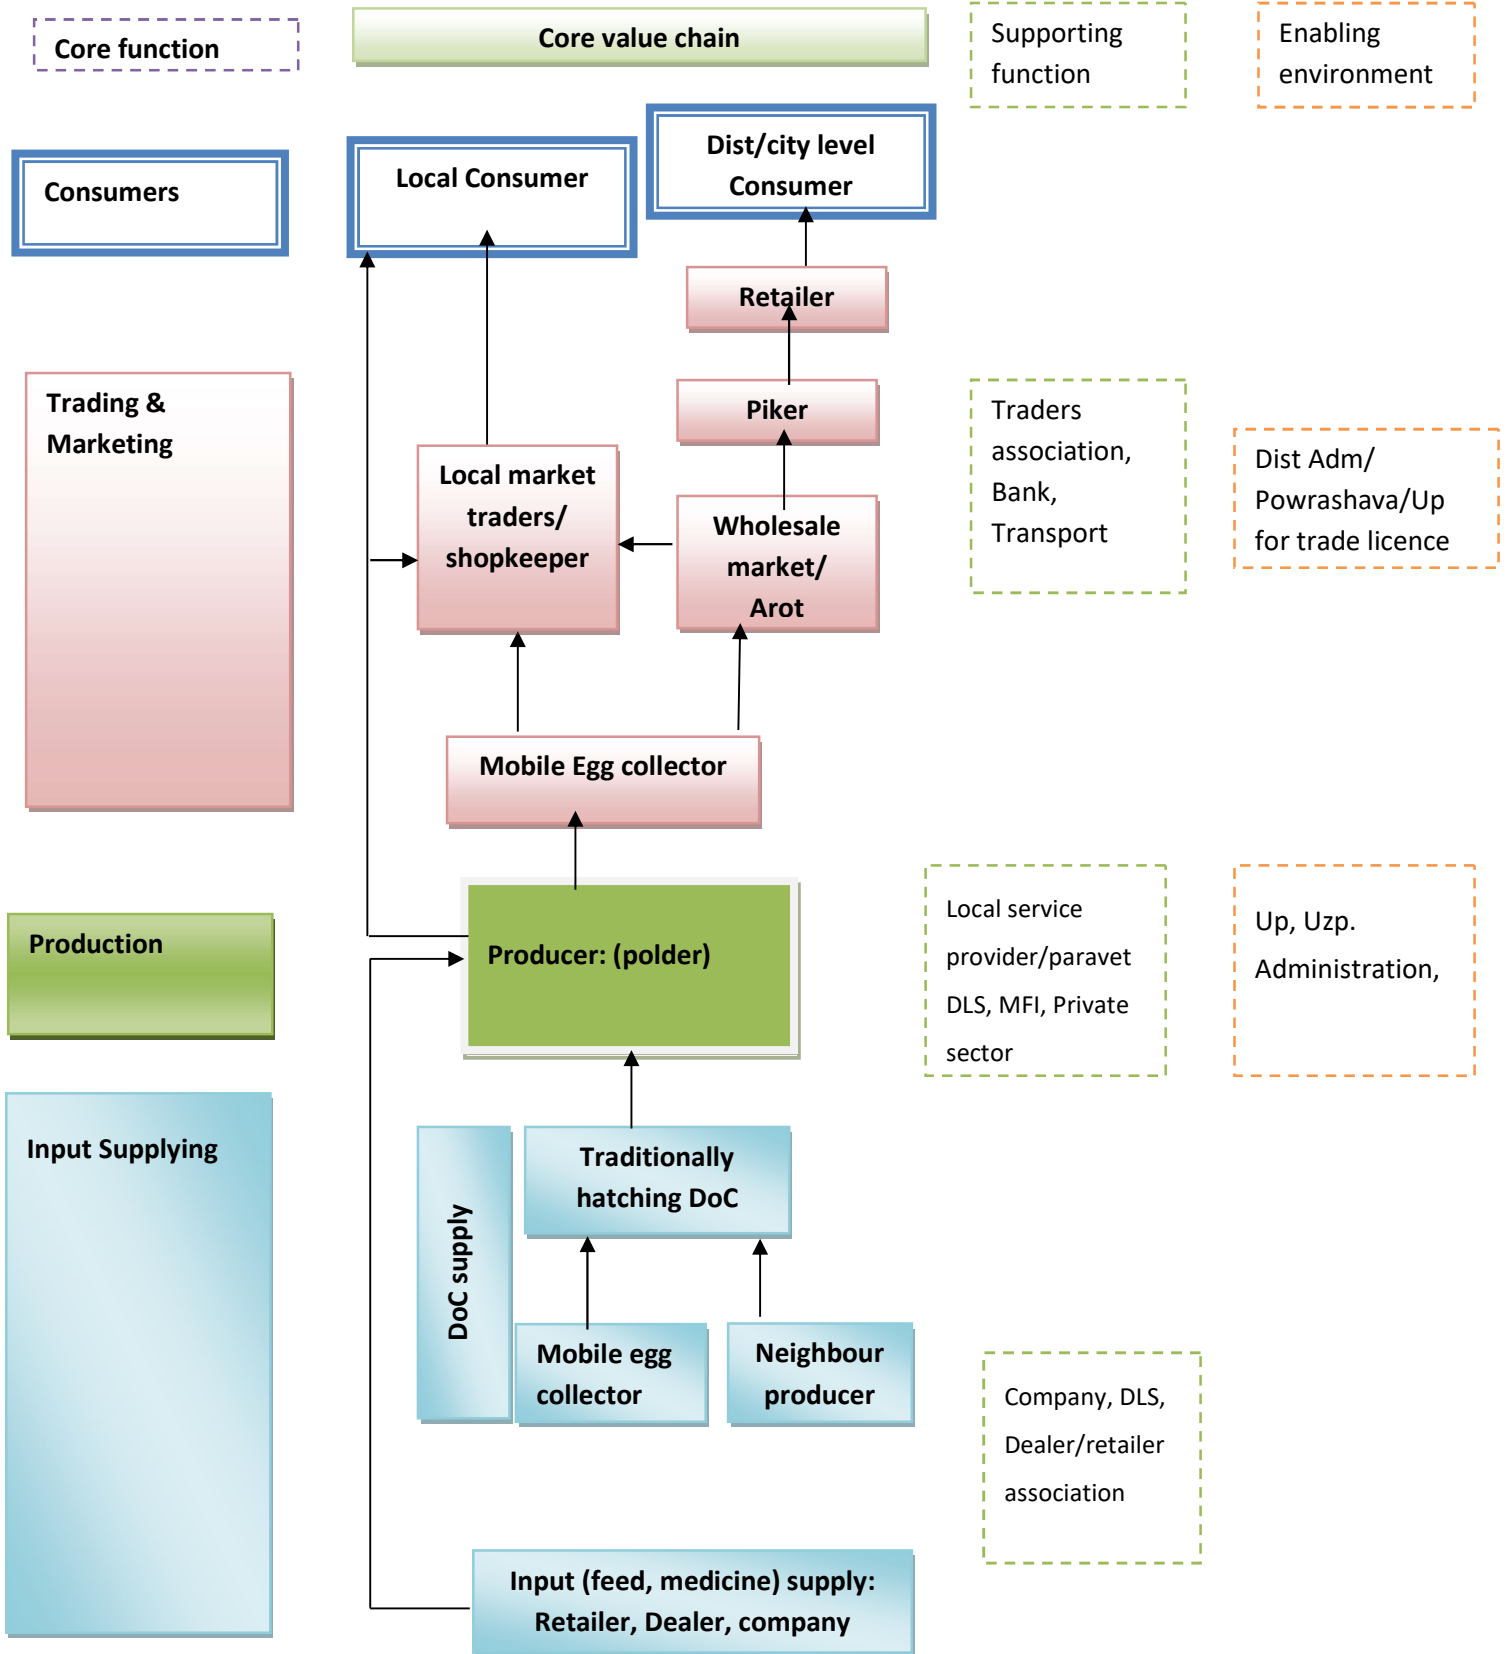 Core function
Core value chain
Supporting
function
Enabling
environment
Consumers
Local Consumer
Dist/city level
Consumer
Retailer
Trading &
Marketing
Piker
Local market
traders/
shopkeeper
Wholesale
market/
Arot
Traders
association,
Bank,
Transport
Dist Adm/
Powrashava/Up
for trade licence
Mobile Egg collector
Production
Producer: (polder)
Local service
provider/paravet
DLS, MFI, Private
sector
Up, Uzp.
Administration,
Input Supplying
DoC supply
Traditionally
hatching DoC
Mobile egg
collector
Neighbour
producer
Company, DLS,
Dealer/retailer
association
Input (feed, medicine) supply:
Retailer, Dealer, company